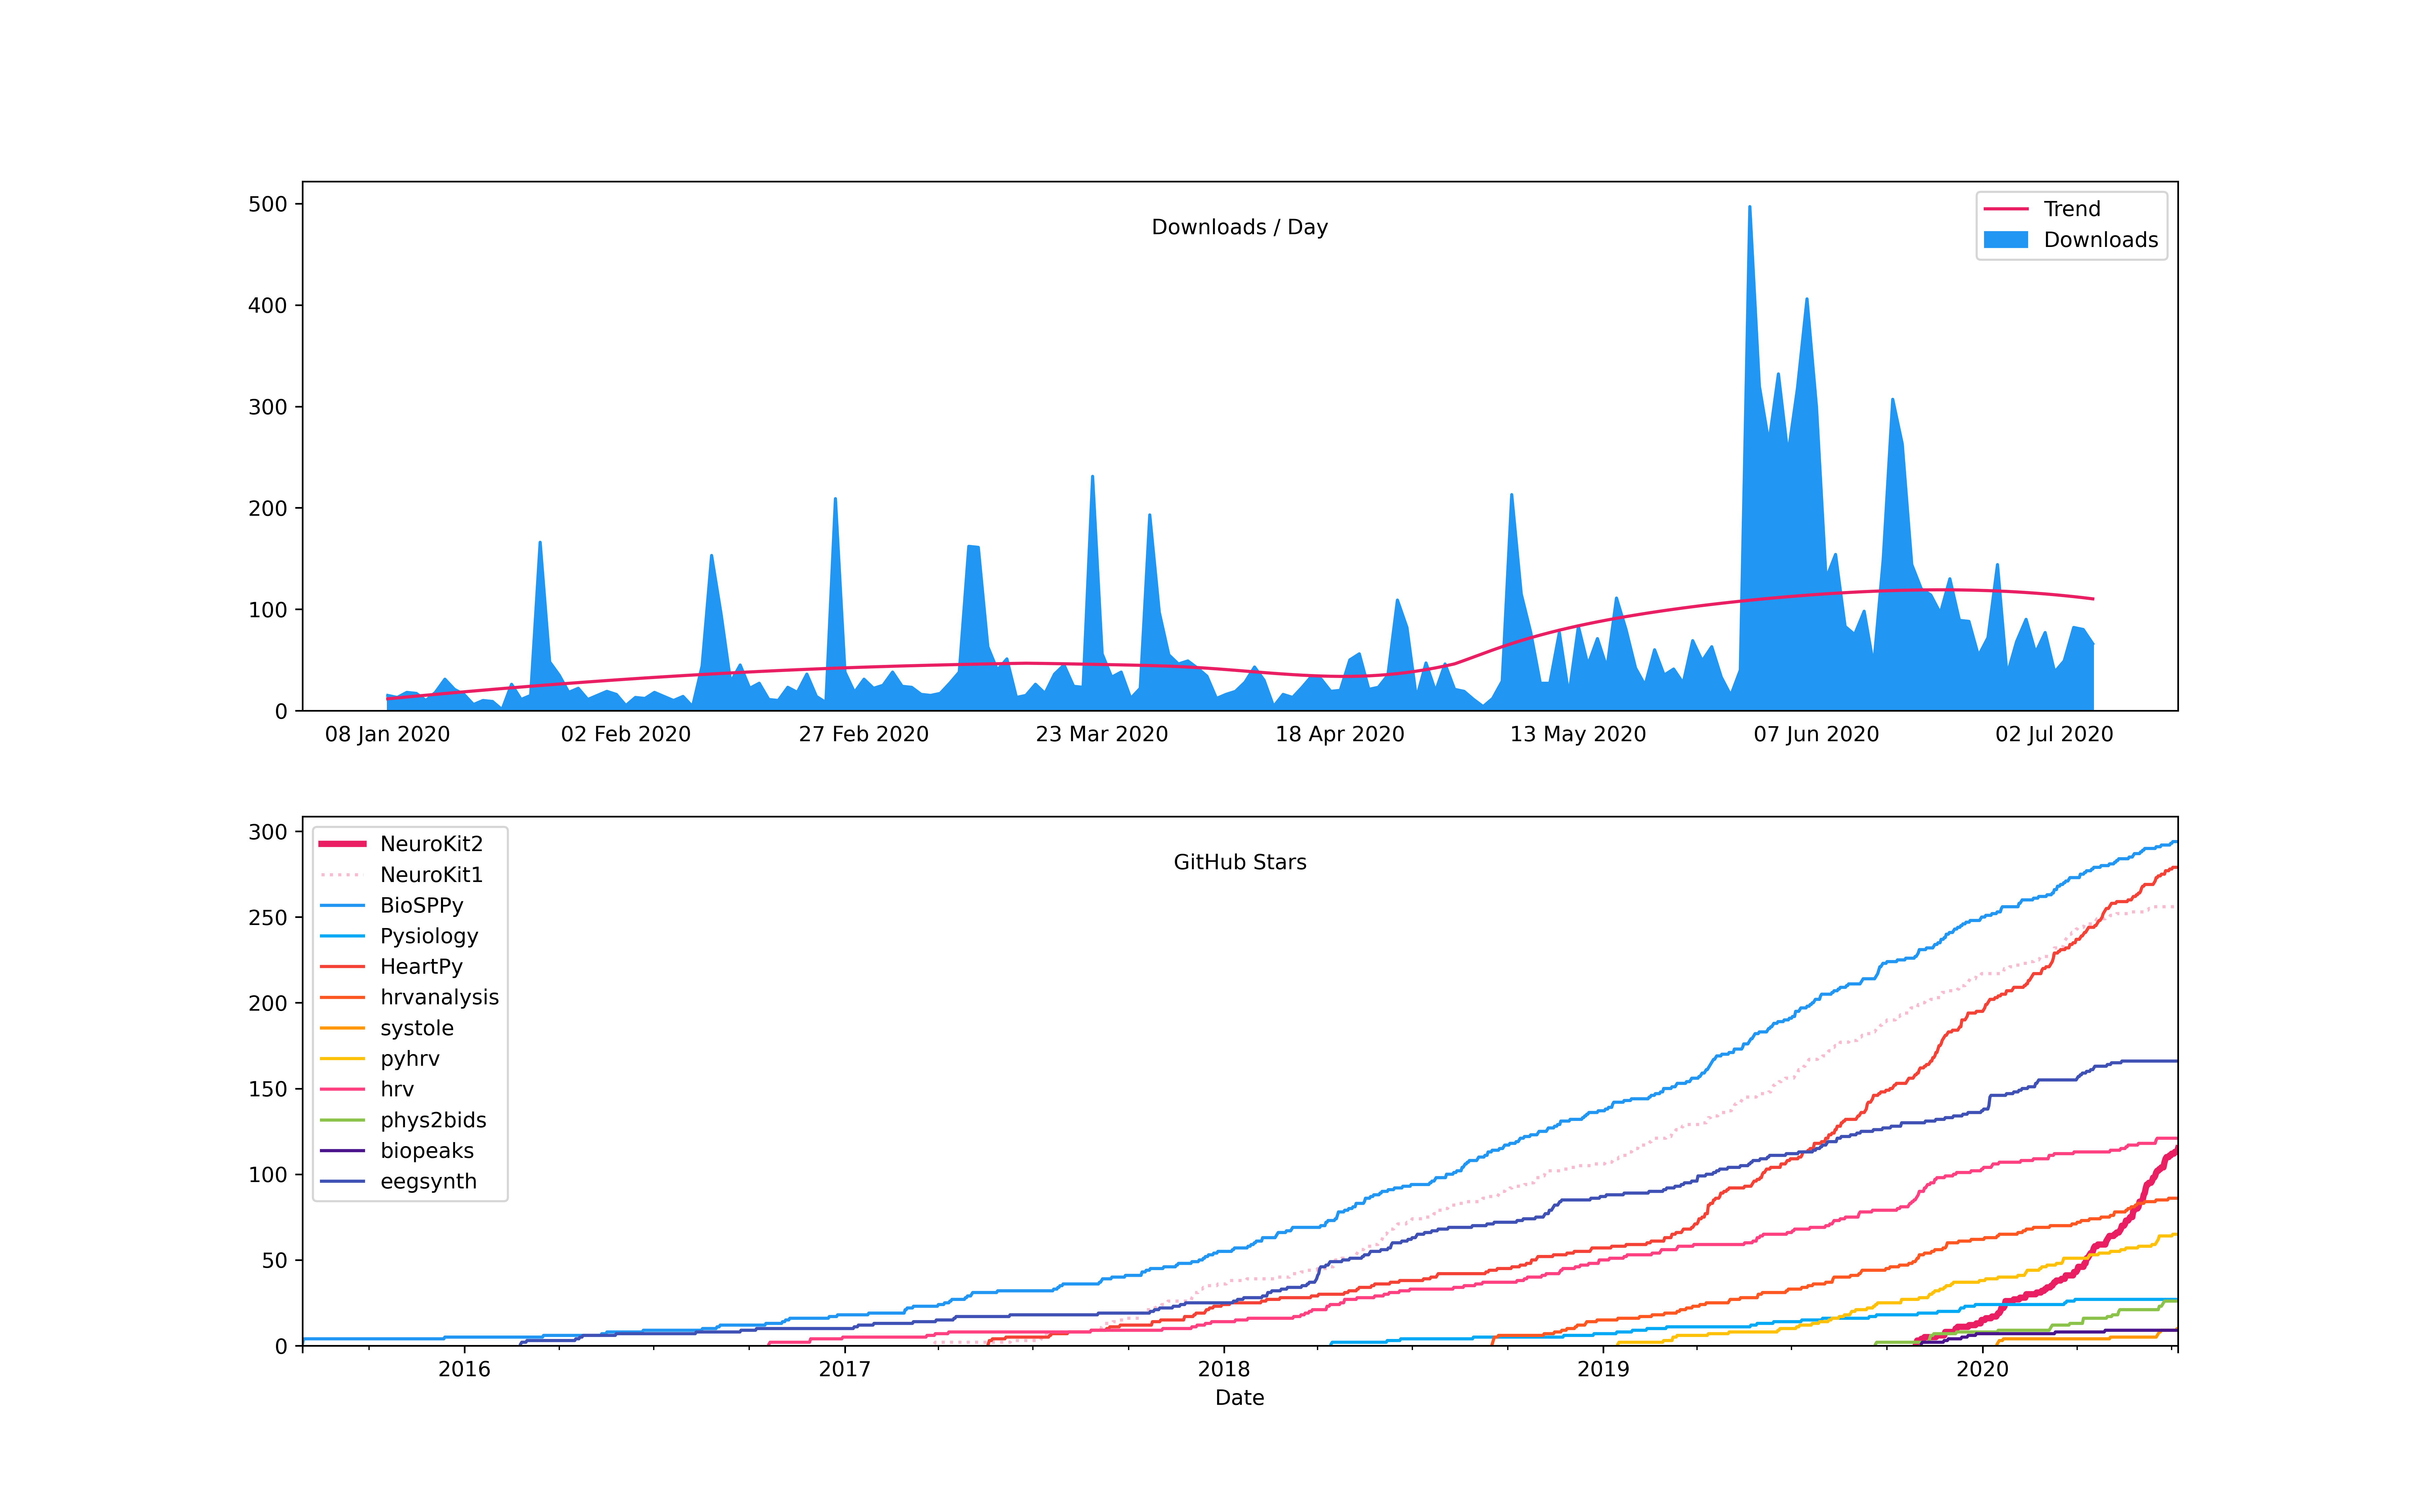 Downloads / Day
Trend
Downloads
500
400
300
200
100
0
08 Jan 2020
02 Feb 2020
27 Feb 2020
23 Mar 2020
18 Apr 2020
13 May 2020
07 Jun 2020
02 Jul 2020
GitHub Stars
NeuroKit2
NeuroKit1
BioSPPy
Pysiology
HeartPy
hrvanalysis
systole
pyhrv
hrv
phys2bids
biopeaks
eegsynth
300
250
200
150
100
50
0
2016
2017
2018
2019
2020
Date